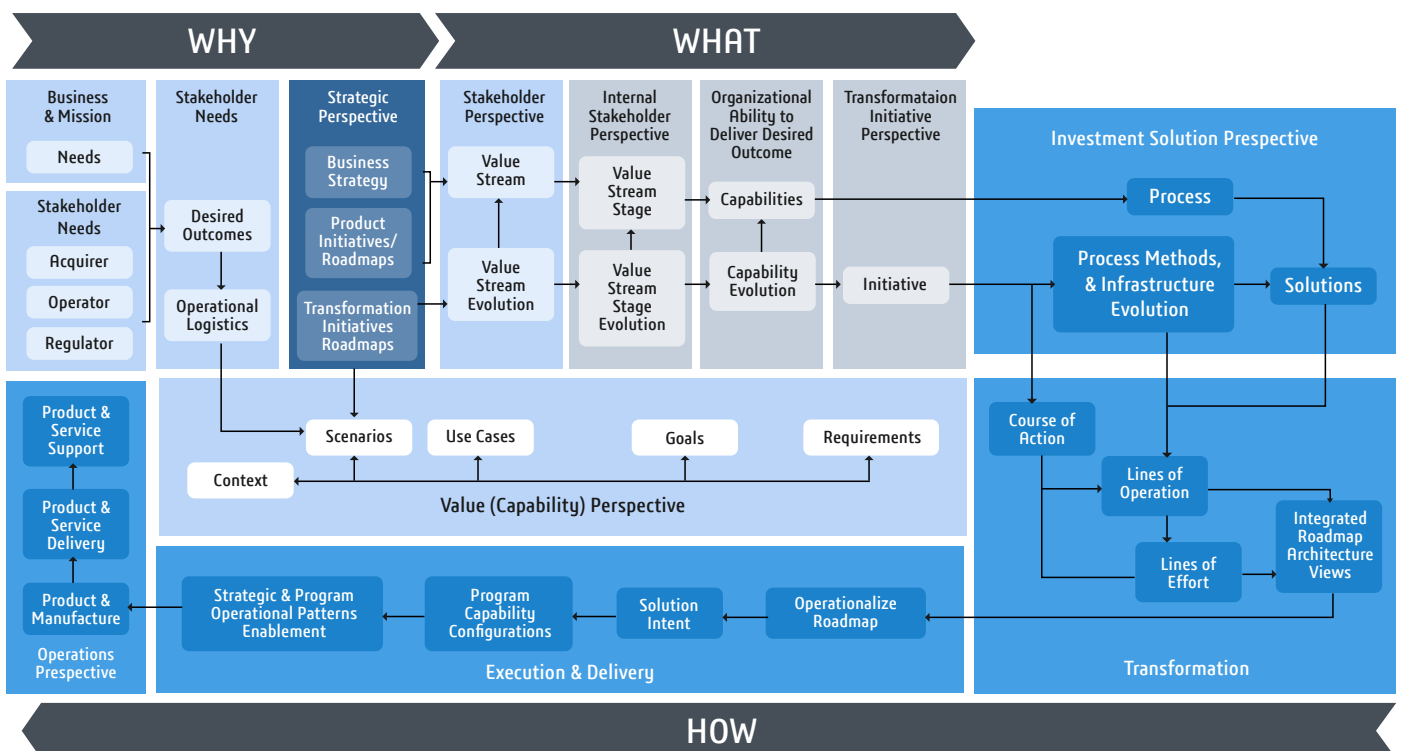 WHY
WHAT
Business
& Mission
Needs
Stakeholder
Needs
Acquirer
Operator
Regulator
Stakeholder
Needs
Desired
Outcomes
Operational
Logistics
Strategic
Perspective
Business
Strategy
Product
Initiatives/
Roadmaps
Transformation
Initiatives
Roadmaps
Stakeholder
Perspective
Value
Stream
Value
Stream
Evolution
Internal
Stakeholder
Perspective
Value
Stream
Stage
Value
Stream
Stage
Evolution
Organizational
Ability to
Deliver Desired
Outcome
Capabilities
Capability
Evolution
Transformataion
Initiative
Perspective
Initiative
Investment Solution Prespective
Process
Process Methods,
& Infrastructure
Evolution
Solutions
Scenarios
Use Cases
Goals
Requirements
Context
Value (Capability) Perspective
Course of
Action
Lines of
Operation
Lines of
Effort
Integrated
Roadmap
Architecture
Views
Transformation
Operationalize
Roadmap
Solution
Intent
Program
Capability
Configurations
Strategic & Program
Operational Patterns
Enablement
Execution & Delivery
Product &
Service
Support
Product &
Service
Delivery
Product &
Manufacture
Operations
Prespective
HOW